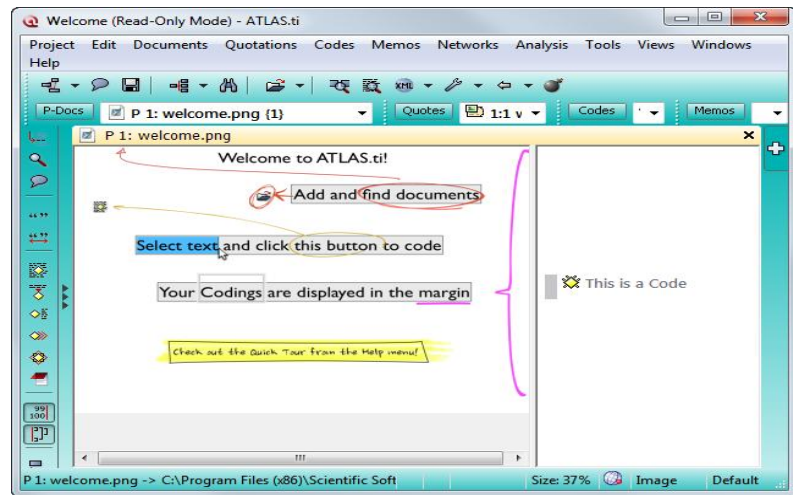 Welcome (Read-Only Mode) - ATLAS.ti
Project Edit Documents Quotations Codes Memos Networks Analysis Tools Views Windows
Help
XML
P-Docs P 1: welcome.png {1} Quotes 1:1 v Codes Memos
P 1: welcome.png
Welcome to ATLAS.ti!
Add and find documents
Select text and click this button to code
This is a Code
Your Codings are displayed in the margin
Check out the Quick Tour from the Help menu!
99
100
P 1: welcome.png -> C:\Program Files (x86)\Scientific Soft Size: 37% Image Default